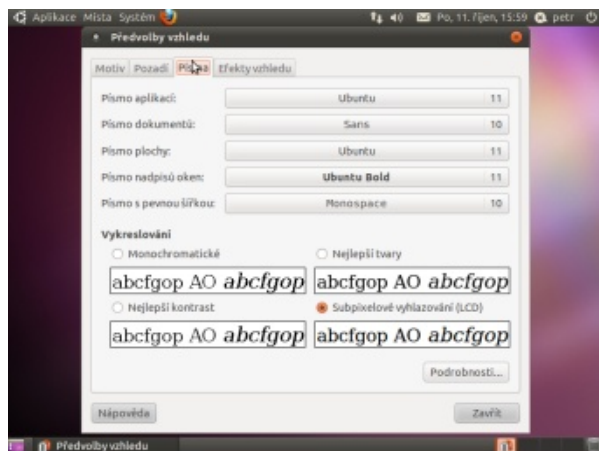 Aplikace Místa Systém Po, 11. říjen, 15:59 petr
Předvolby vzhledu
Motiv Pozadí Efekty vzhledu
Písmo aplikací: Ubuntu 11
Písmo dokumentů: Sans 10
Písmo plochy: Ubuntu 11
Písmo nadpisů oken: Ubuntu Bold 11
Písmo s pevnou šířkou: Monospace 10
Vykreslování
Monochromatické Nejlepší tvary
abcfgop AO abcfgop abcfgop AO abcfgop
Nejlepší kontrast Subpixelové vyhlazování (LCD)
abcfgop AO abcfgop abcfgop AO abcfgop
Podrobnosti...
Nápověda Zavřít
Předvolby vzhledu